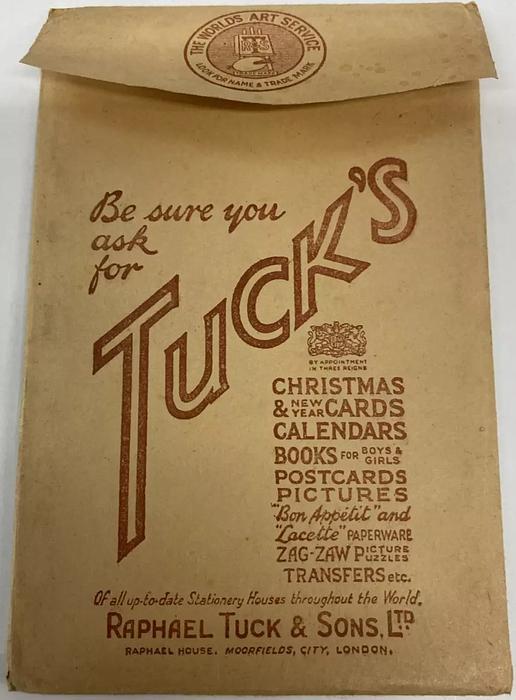 THE WORLDS ART SERVICE
R T & S
TRADE MARK
LOOK FOR NAME & TRADE MARK
Be sure you
ask
for
TUCK'S
BY APPOINTMENT
IN THREE REIGNS
CHRISTMAS
& NEW YEAR CARDS
CALENDARS
BOOKS FOR BOYS & GIRLS
POSTCARDS
PICTURES
"Bon Appétit" and
"Lacette" PAPERWARE
ZAG-ZAW PICTURE PUZZLES
TRANSFERS etc.
Of all up-to-date Stationery Houses throughout the World.
RAPHAEL TUCK & SONS, LTD.
RAPHAEL HOUSE, MOORFIELDS, CITY, LONDON.